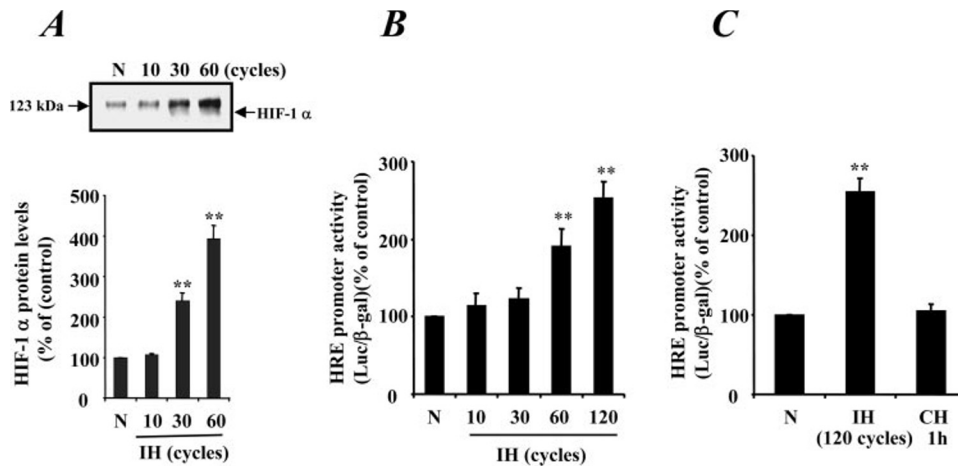 A
N 10 30 60 (cycles)
123 kDa
HIF-1 α
HIF-1 α protein levels
(% of (control)
500
400
300
200
100
0
** **
N 10 30 60
IH (cycles)
B
HRE promoter activity
(Luc/β-gal)(% of control)
300
200
100
0
** **
N 10 30 60 120
IH (cycles)
C
HRE promoter activity
(Luc/β-gal)(% of control)
300
200
100
0
**
N IH CH
(120 cycles) 1h